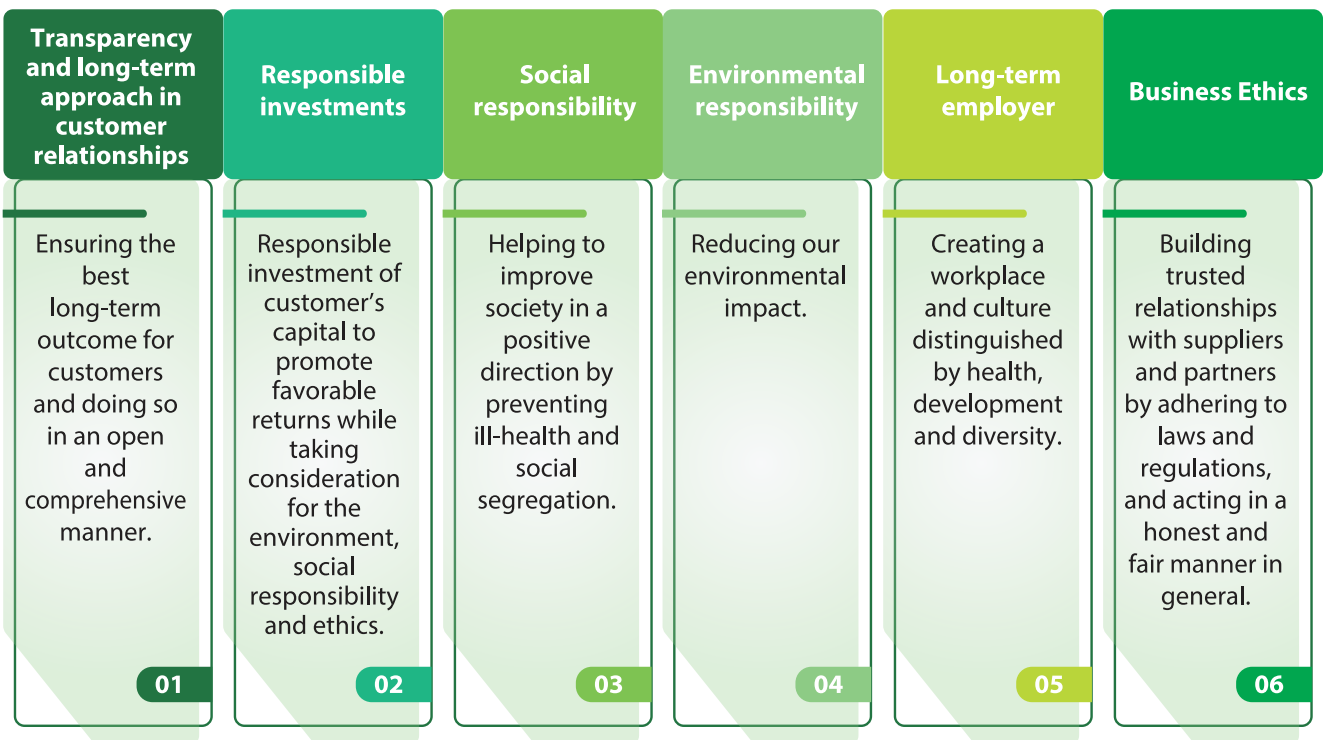 Transparency
and long-term
approach in
customer
relationships
Ensuring the
best
long-term
outcome for
customers
and doing so
in an open
and
comprehensive
manner.
01
Responsible
investments
Responsible
investment of
customer’s
capital to
promote
favorable
returns while
taking
consideration
for the
environment,
social
responsibility
and ethics.
02
Social
responsibility
Helping to
improve
society in a
positive
direction by
preventing
ill-health and
social
segregation.
03
Environmental
responsibility
Reducing our
environmental
impact.
04
Long-term
employer
Creating a
workplace
and culture
distinguished
by health,
development
and diversity.
05
Business Ethics
Building
trusted
relationships
with suppliers
and partners
by adhering to
laws and
regulations,
and acting in a
honest and
fair manner in
general.
06